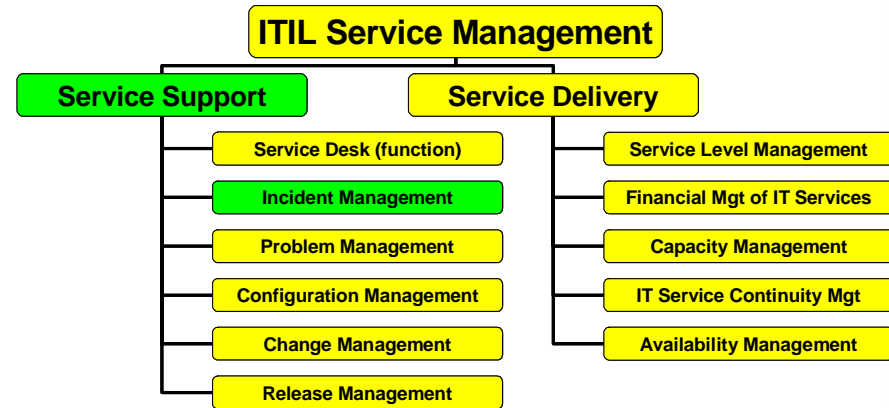 ITIL Service Management
Service Support
Service Delivery
Service Desk (function)
Incident Management
Problem Management
Configuration Management
Change Management
Release Management
Service Level Management
Financial Mgt of IT Services
Capacity Management
IT Service Continuity Mgt
Availability Management